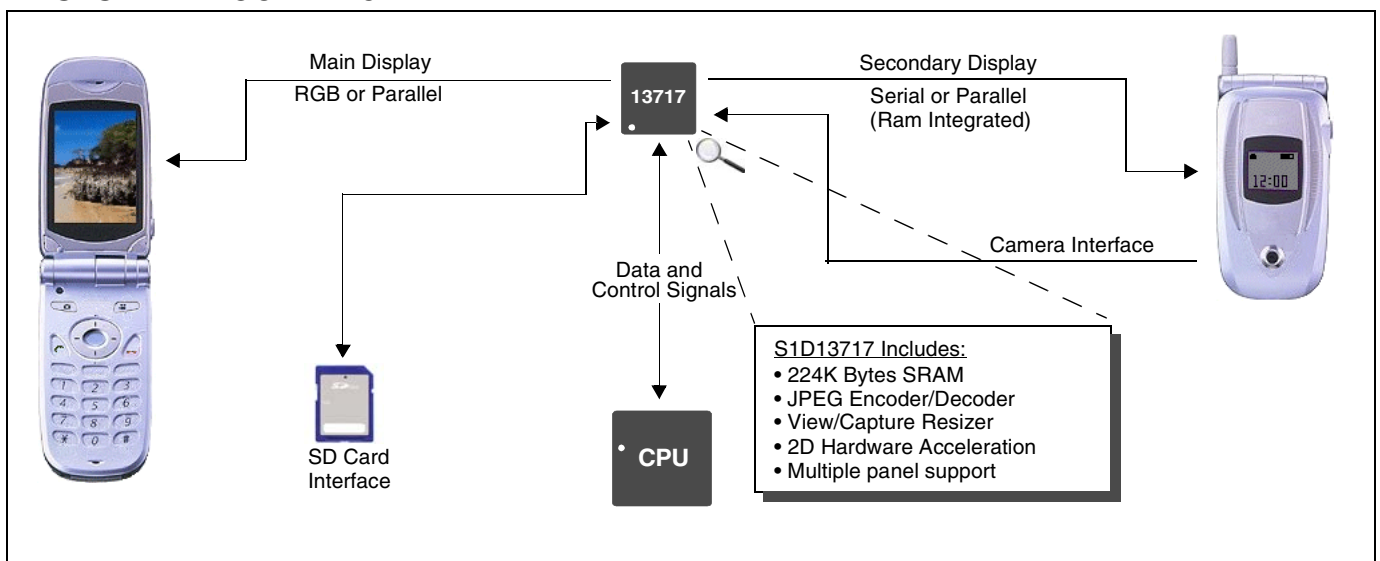 Main Display
RGB or Parallel
13717
Secondary Display
Serial or Parallel
(Ram Integrated)
12:00
Camera Interface
Data and
Control Signals
S1D13717 Includes:
• 224K Bytes SRAM
• JPEG Encoder/Decoder
• View/Capture Resizer
• 2D Hardware Acceleration
• Multiple panel support
1 2 3
4 5 6
7 8 9
* 0 #
SD Card
Interface
CPU